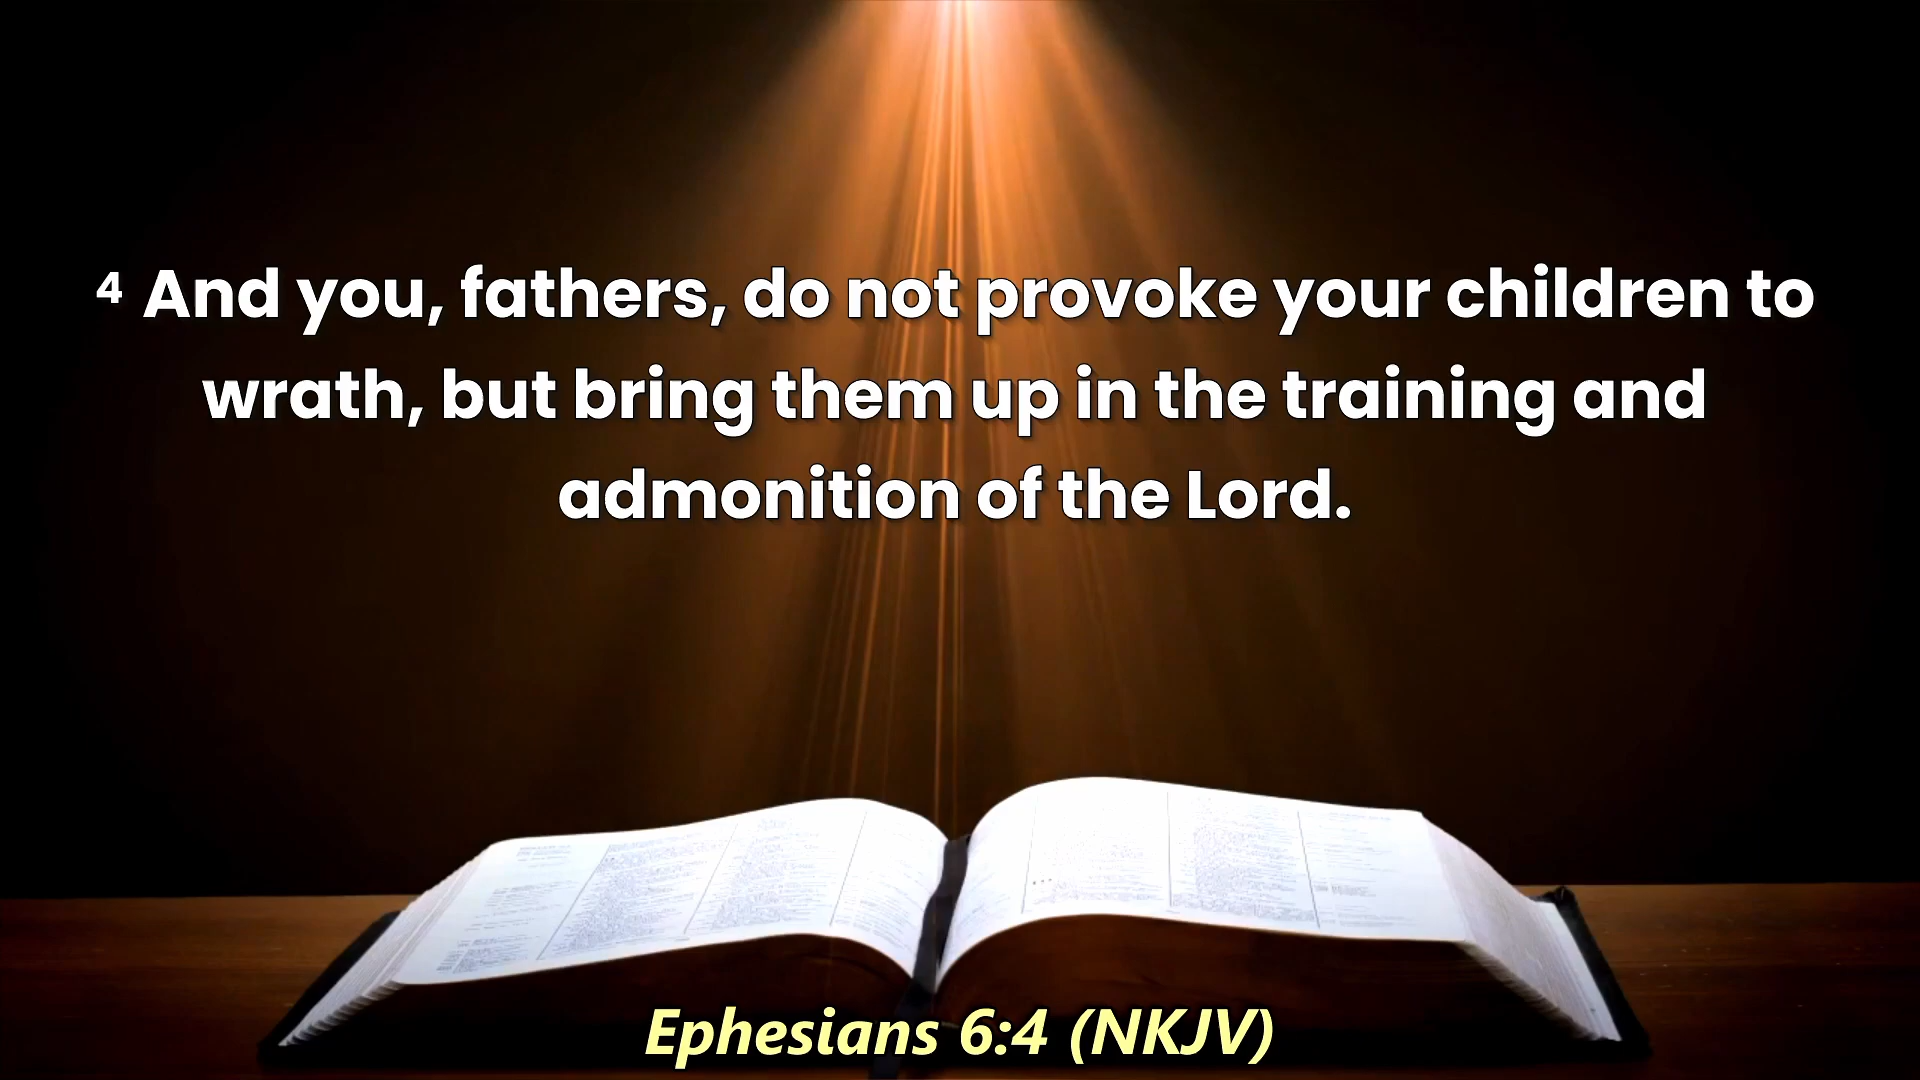 ⁴ And you, fathers, do not provoke your children to
wrath, but bring them up in the training and
admonition of the Lord.
Ephesians 6:4 (NKJV)